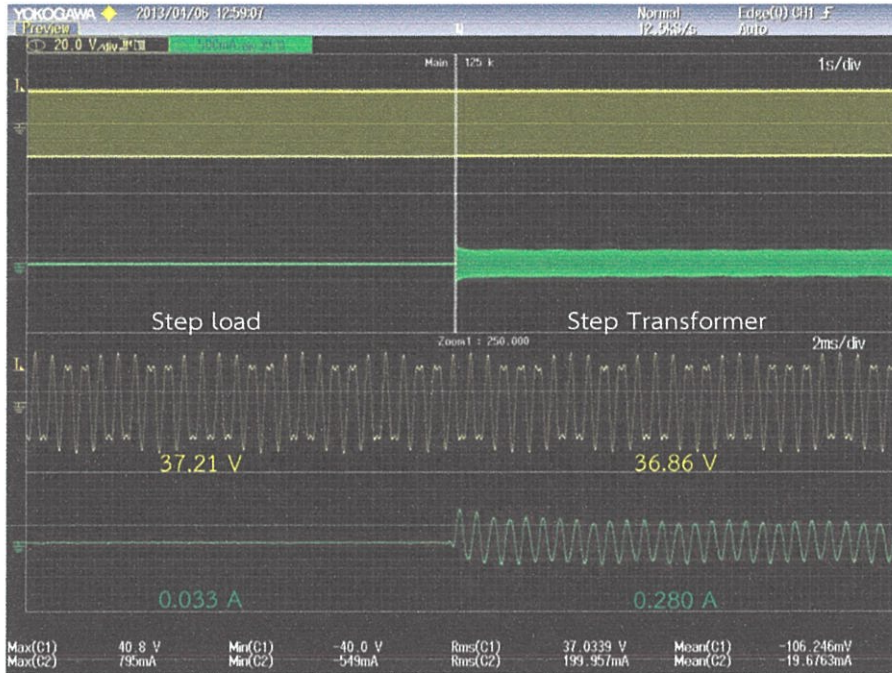 YOKOGAWA 2013/04/06 12:59:07 Normal Edge(0) CH1
Preview 12.5kS/s Auto
20.0 V/div
Main 125 k 1s/div
Step load Step Transformer
Zoom1 : 250.000 2ms/div
37.21 V 36.86 V
0.033 A 0.280 A
Max(C1) 40.8 V Min(C1) -40.0 V Rms(C1) 37.0339 V Mean(C1) -106.246mV
Max(C2) 795mA Min(C2) -549mA Rms(C2) 199.957mA Mean(C2) -19.6763mA